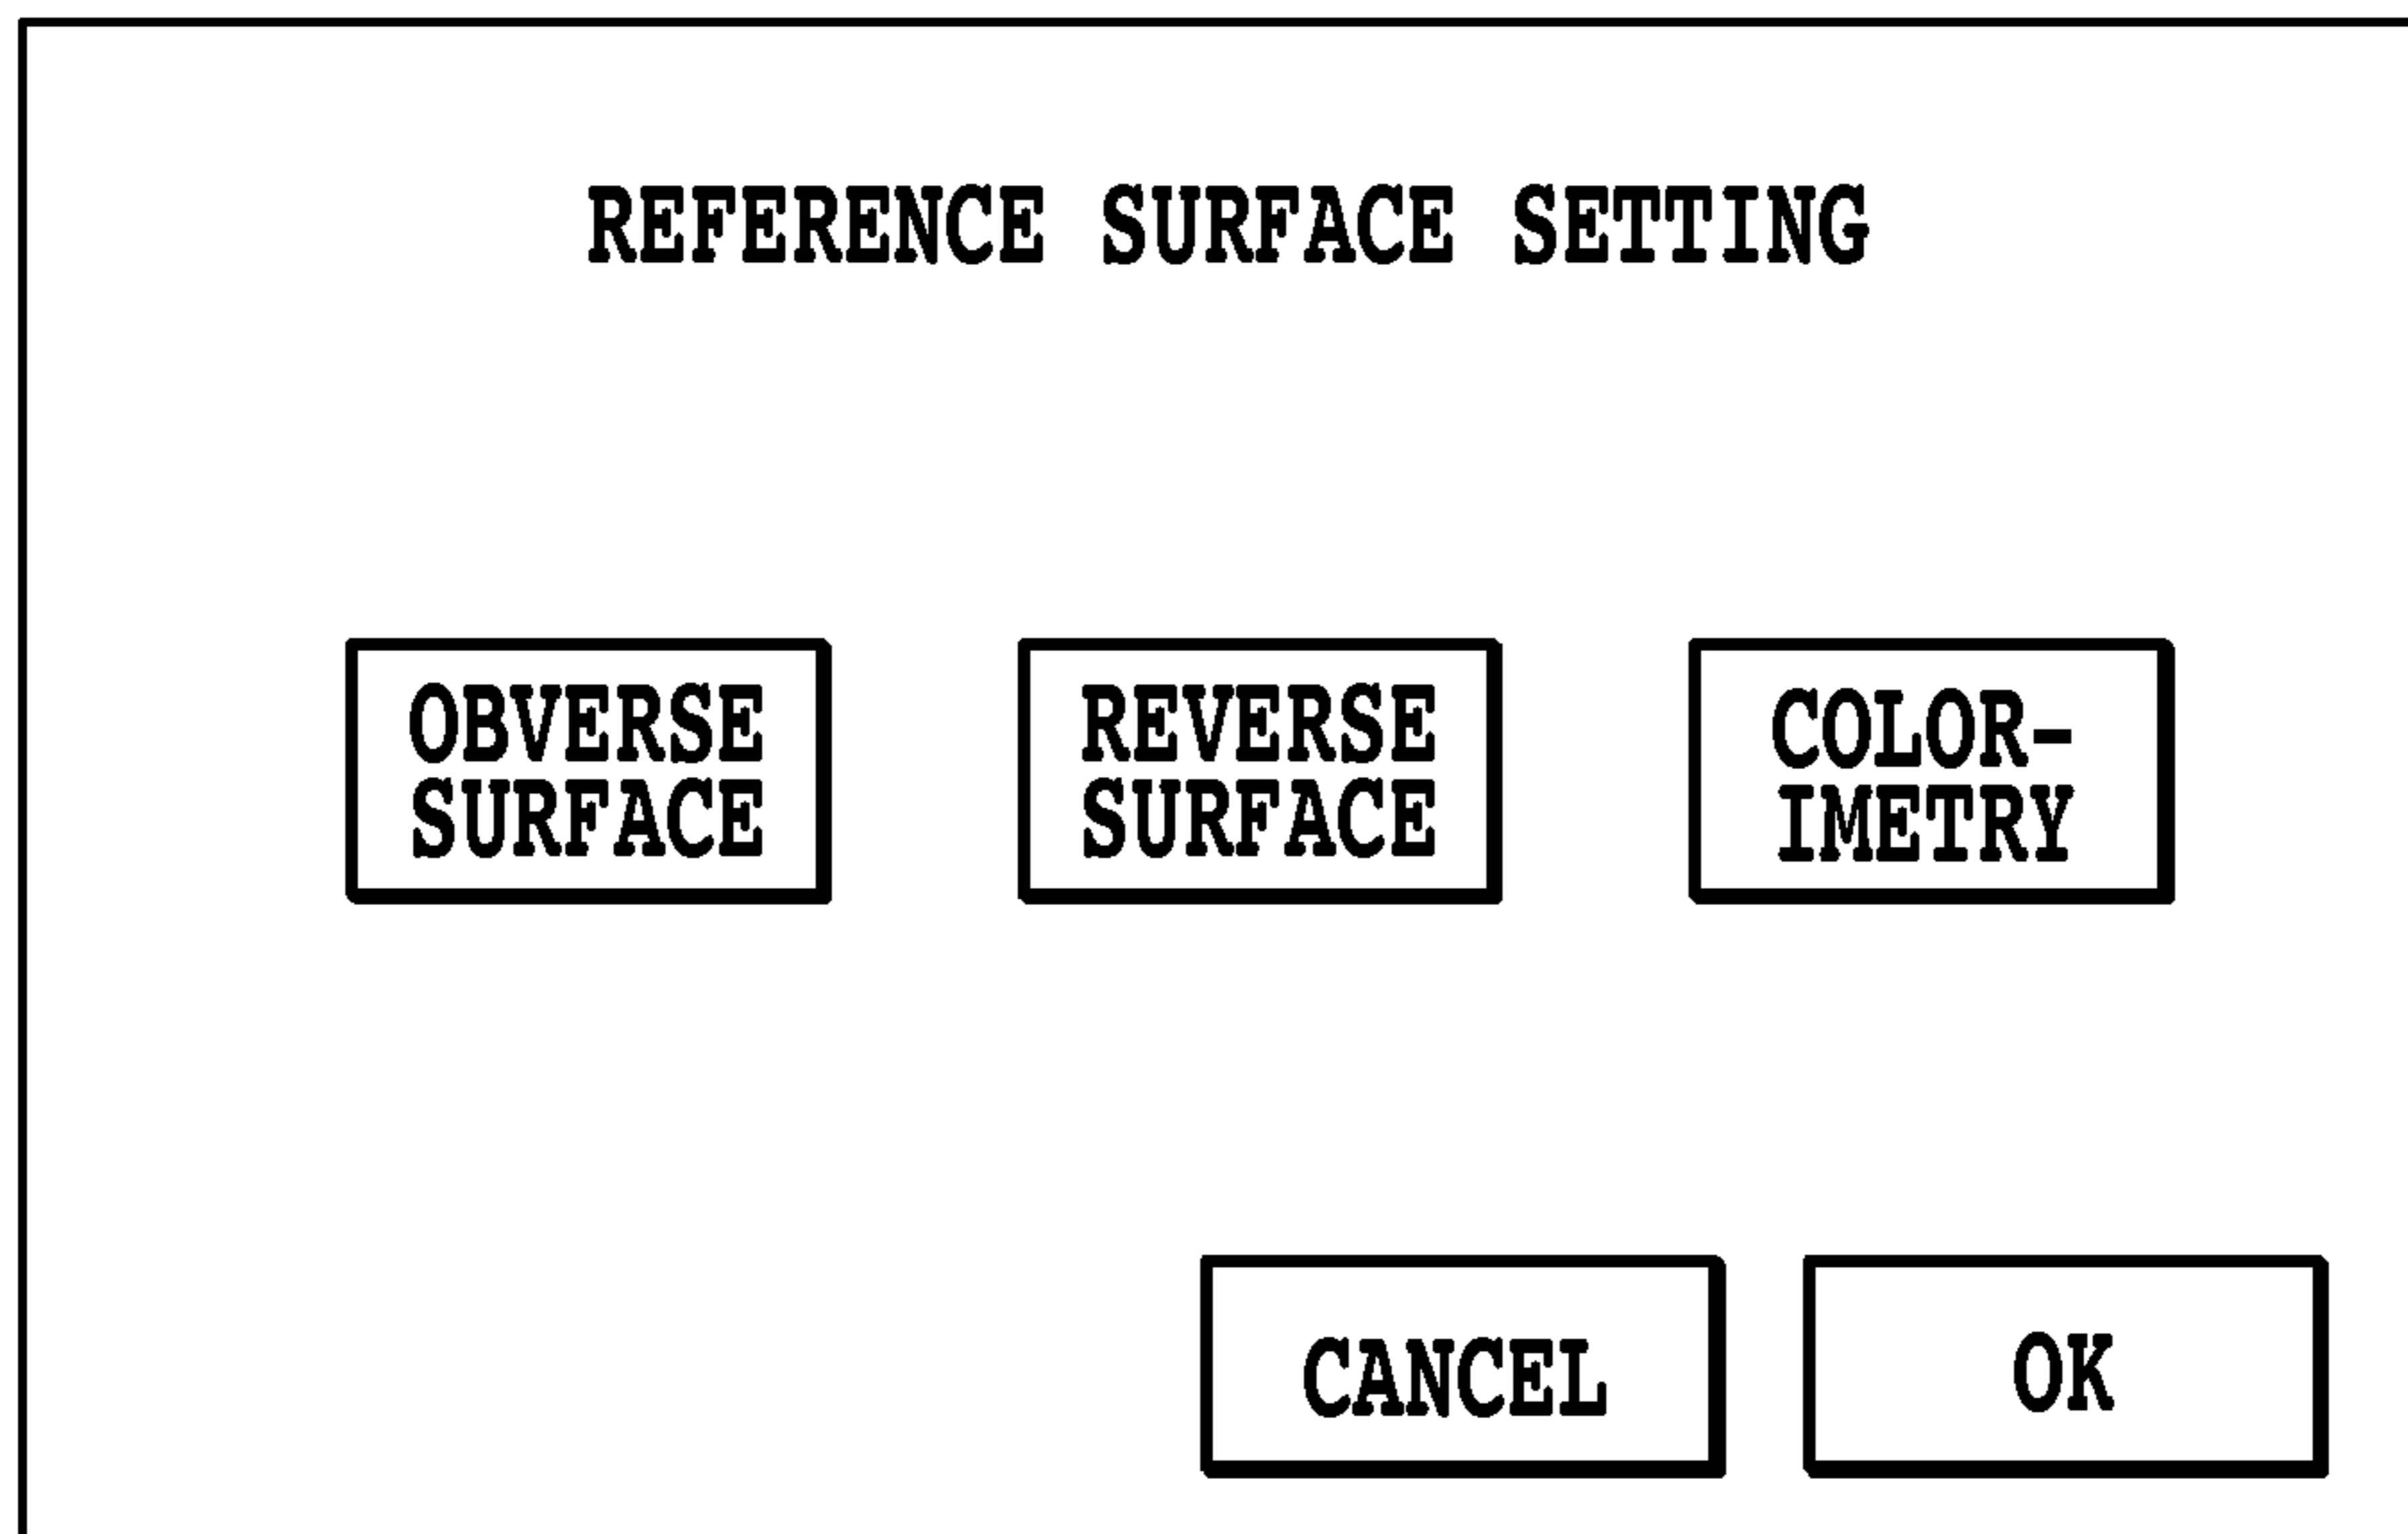 REFERENCE SURFACE SETTING
OBVERSE
SURFACE
REVERSE
SURFACE
COLOR-
IMETRY
CANCEL
OK